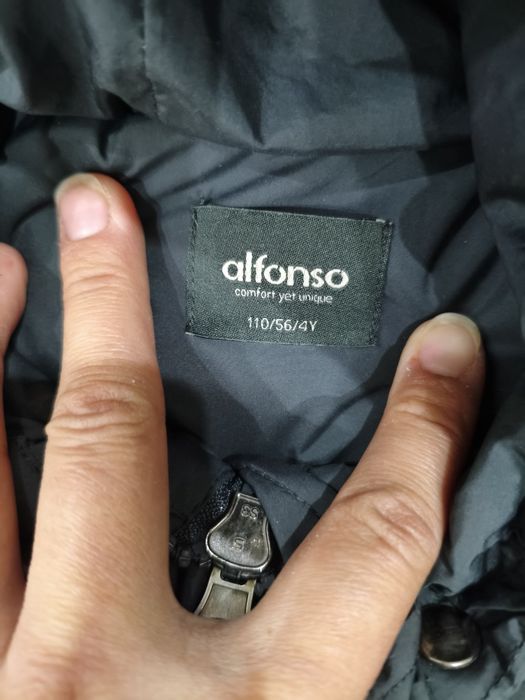 alfonso
comfort yet unique
110/56/4Y